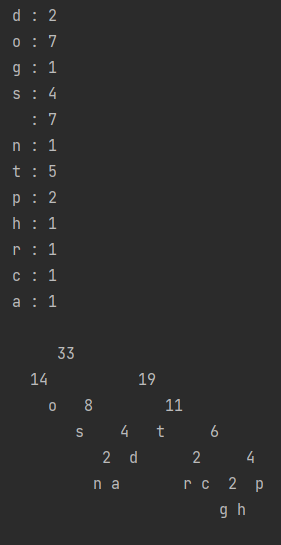 d : 2
o : 7
g : 1
s : 4
  : 7
n : 1
t : 5
p : 2
h : 1
r : 1
c : 1
a : 1
33
14 19
o 8 11
s 4 t 6
2 d 2 4
n a r c 2 p
g h